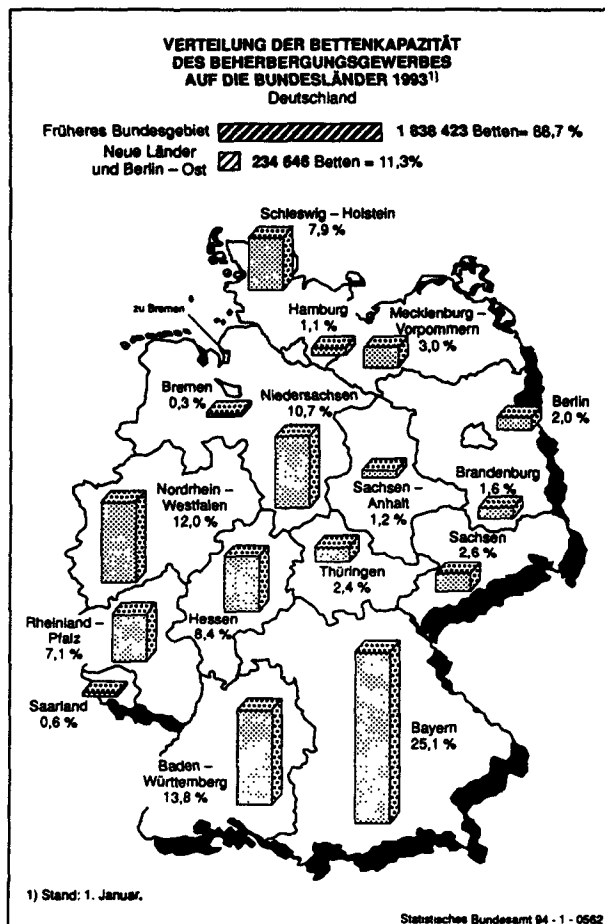 VERTEILUNG DER BETTENKAPAZITÄT
DES BEHERBERGUNGSGEWERBES
AUF DIE BUNDESLÄNDER 1993¹⁾
Deutschland
Früheres Bundesgebiet 1 838 423 Betten= 88,7 %
Neue Länder
und Berlin – Ost 234 646 Betten = 11,3%
Schleswig – Holstein
7,9 %
zu Bremen
Hamburg
1,1 %
Mecklenburg –
Vorpommern
3,0 %
Bremen
0,3 %
Niedersachsen
10,7 %
Berlin
2,0 %
Nordrhein –
Westfalen
12,0 %
Sachsen –
Anhalt
1,2 %
Brandenburg
1,6 %
Sachsen
2,6 %
Thüringen
2,4 %
Hessen
8,4 %
Rheinland –
Pfalz
7,1 %
Saarland
0,6 %
Baden –
Württemberg
13,8 %
Bayern
25,1 %
1) Stand: 1. Januar.
Statistisches Bundesamt 94 - 1 - 0562